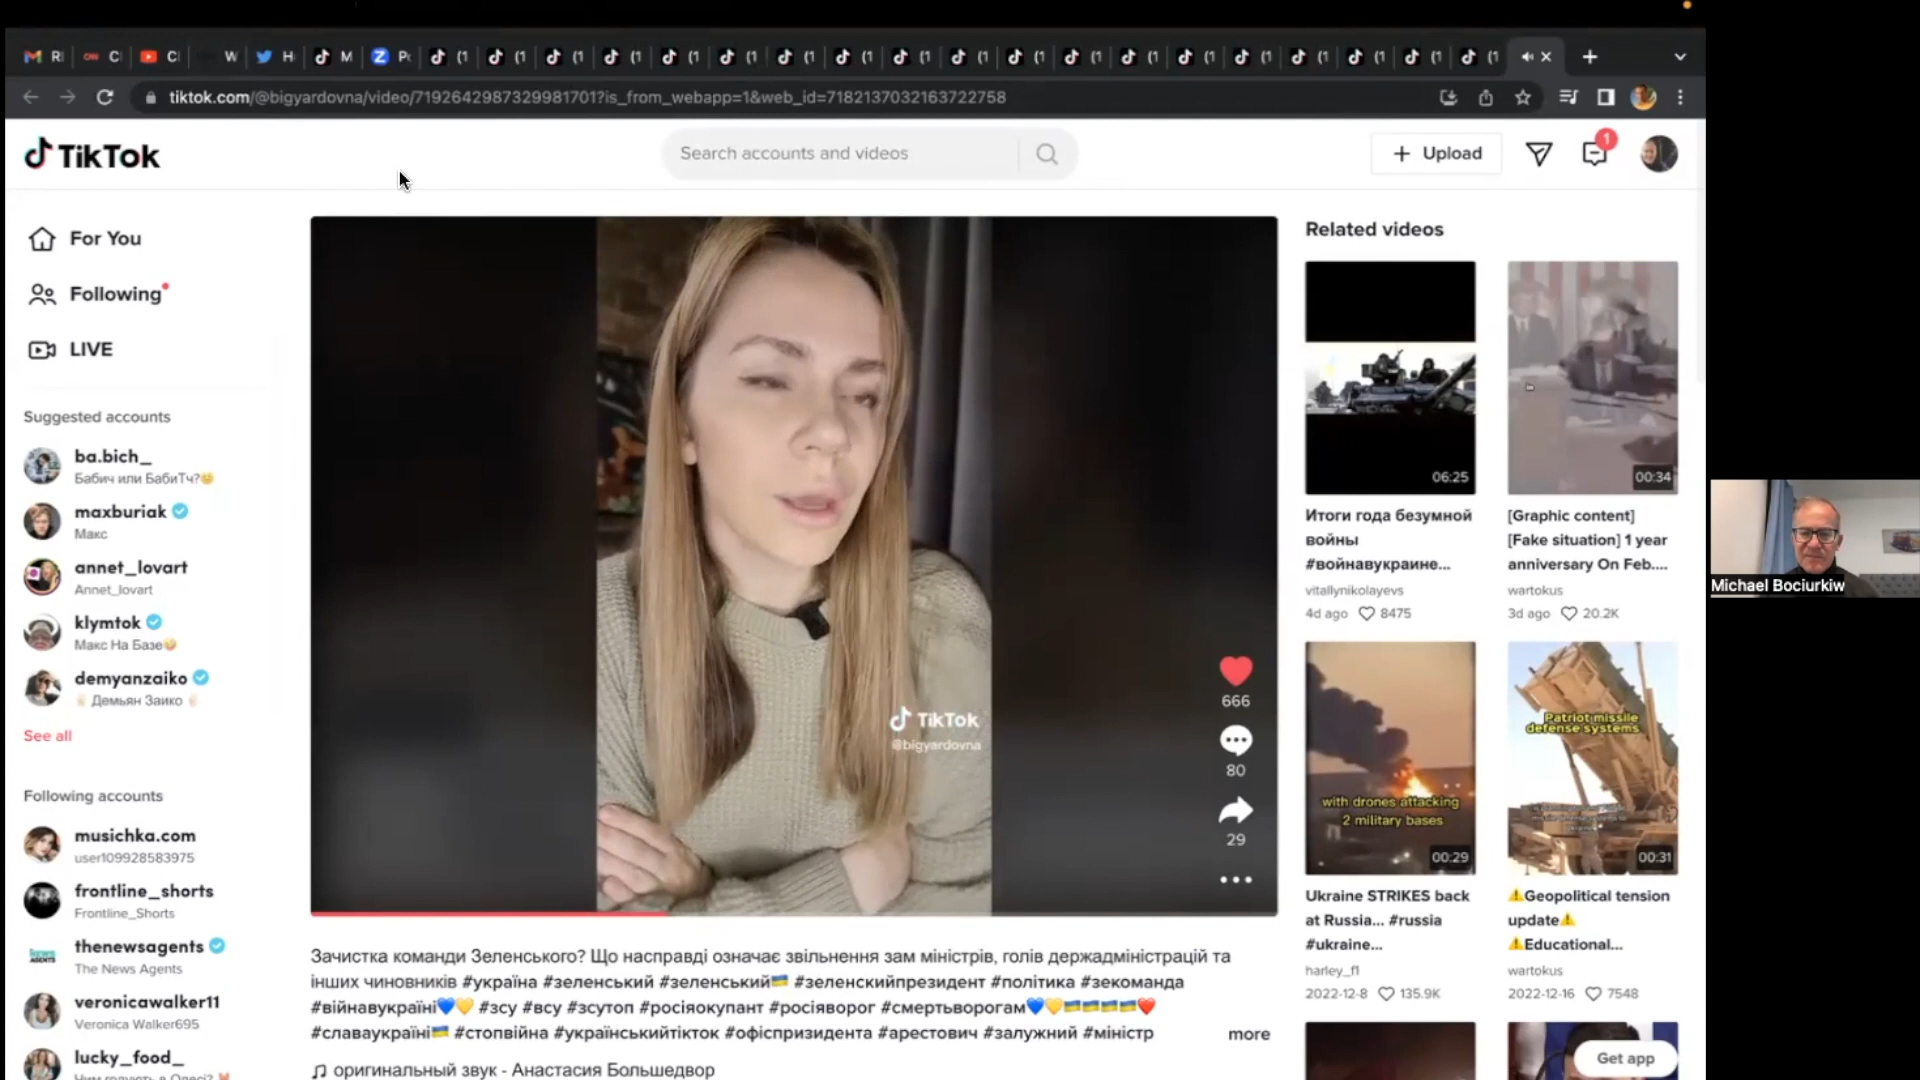 tiktok.com/@bigyardovna/video/7192642987329981701?is_from_webapp=1&web_id=7182137032163722758
TikTok
Search accounts and videos
Upload
1
For You
Following
LIVE
Suggested accounts
ba.bich_
Бабич или БабиТч?
maxburiak
Макс
annet_lovart
Annet_lovart
klymtok
Макс На Базе
demyanzaiko
Демьян Заико
See all
Following accounts
musichka.com
user109928583975
frontline_shorts
Frontline_Shorts
thenewsagents
The News Agents
veronicawalker11
Veronica Walker695
lucky_food_
TikTok
@bigyardovna
666
80
29
Зачистка команди Зеленського? Що насправді означає звільнення зам міністрів, голів держадміністрацій та
інших чиновників #україна #зеленський #зеленський🇺🇦 #зеленскийпрезидент #політика #зекоманда
#війнавукраїні💙💛 #зсу #всу #зсутоп #росіяокупант #росіяворог #смертьворогам💙💛🇺🇦🇺🇦🇺🇦🇺🇦❤️
#славаукраїні🇺🇦 #стопвійна #українськийтікток #офіспризидента #арестович #залужний #міністр
more
оригинальный звук - Анастасия Большедвор
Related videos
06:25
Итоги года безумной
войны
#войнавукраине...
vitallynikolayevs
4d ago 8475
00:34
[Graphic content]
[Fake situation] 1 year
anniversary On Feb....
wartokus
3d ago 20.2K
with drones attacking
2 military bases
00:29
Ukraine STRIKES back
at Russia... #russia
#ukraine...
harley_f1
2022-12-8 135.9K
Patriot missile
defense systems
00:31
⚠️Geopolitical tension
update⚠️
⚠️Educational...
wartokus
2022-12-16 7548
Get app
Michael Bociurkiw